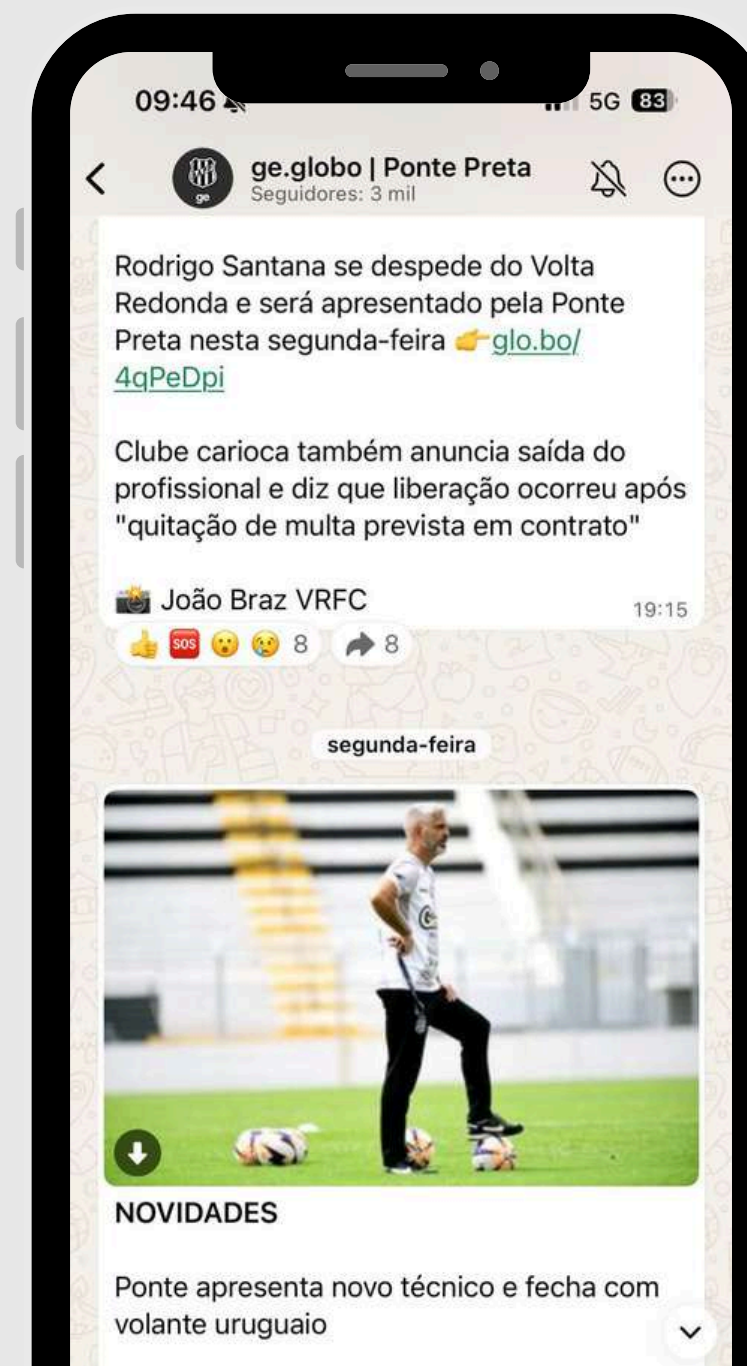 09:46
5G 83
ge.globo | Ponte Preta
Seguidores: 3 mil
ge
Rodrigo Santana se despede do Volta
Redonda e será apresentado pela Ponte
Preta nesta segunda-feira 👉glo.bo/
4qPeDpi
Clube carioca também anuncia saída do
profissional e diz que liberação ocorreu após
"quitação de multa prevista em contrato"
📸 João Braz VRFC
19:15
👍 🆘 😮 😢 8 8
segunda-feira
NOVIDADES
Ponte apresenta novo técnico e fecha com
volante uruguaio